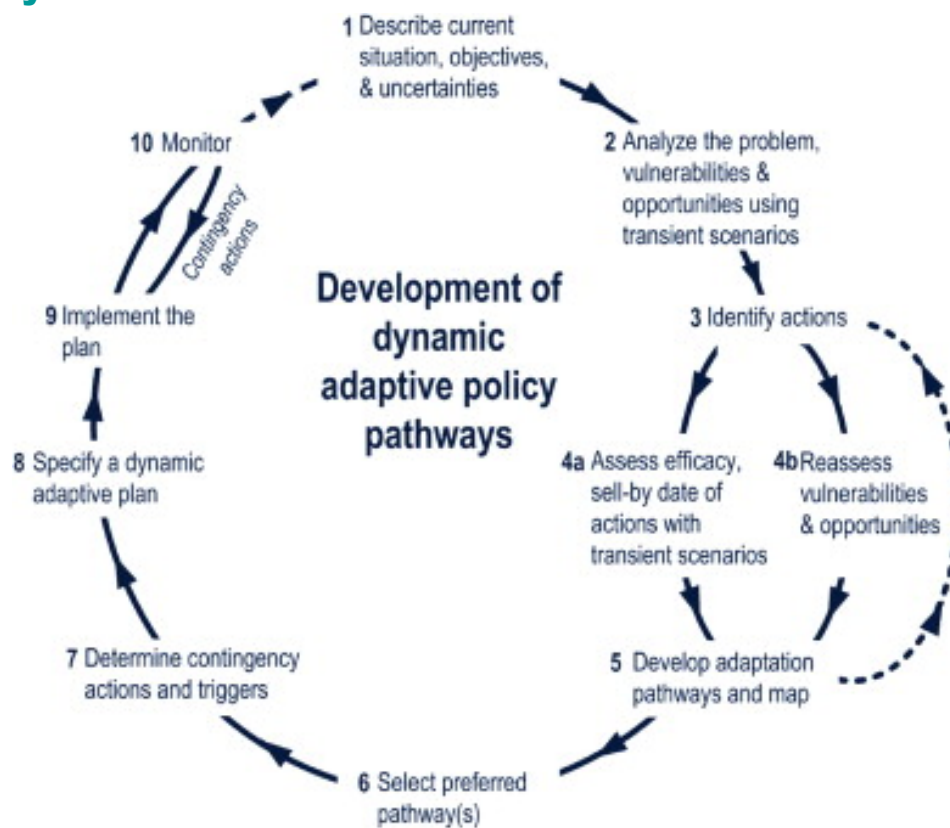 1 Describe current
situation, objectives,
& uncertainties
2 Analyze the problem,
vulnerabilities &
opportunities using
transient scenarios
3 Identify actions
4a Assess efficacy,
sell-by date of
actions with
transient scenarios
4b Reassess
vulnerabilities
& opportunities
5 Develop adaptation
pathways and map
6 Select preferred
pathway(s)
7 Determine contingency
actions and triggers
8 Specify a dynamic
adaptive plan
9 Implement the
plan
10 Monitor
Contingency
actions
Development of
dynamic
adaptive policy
pathways